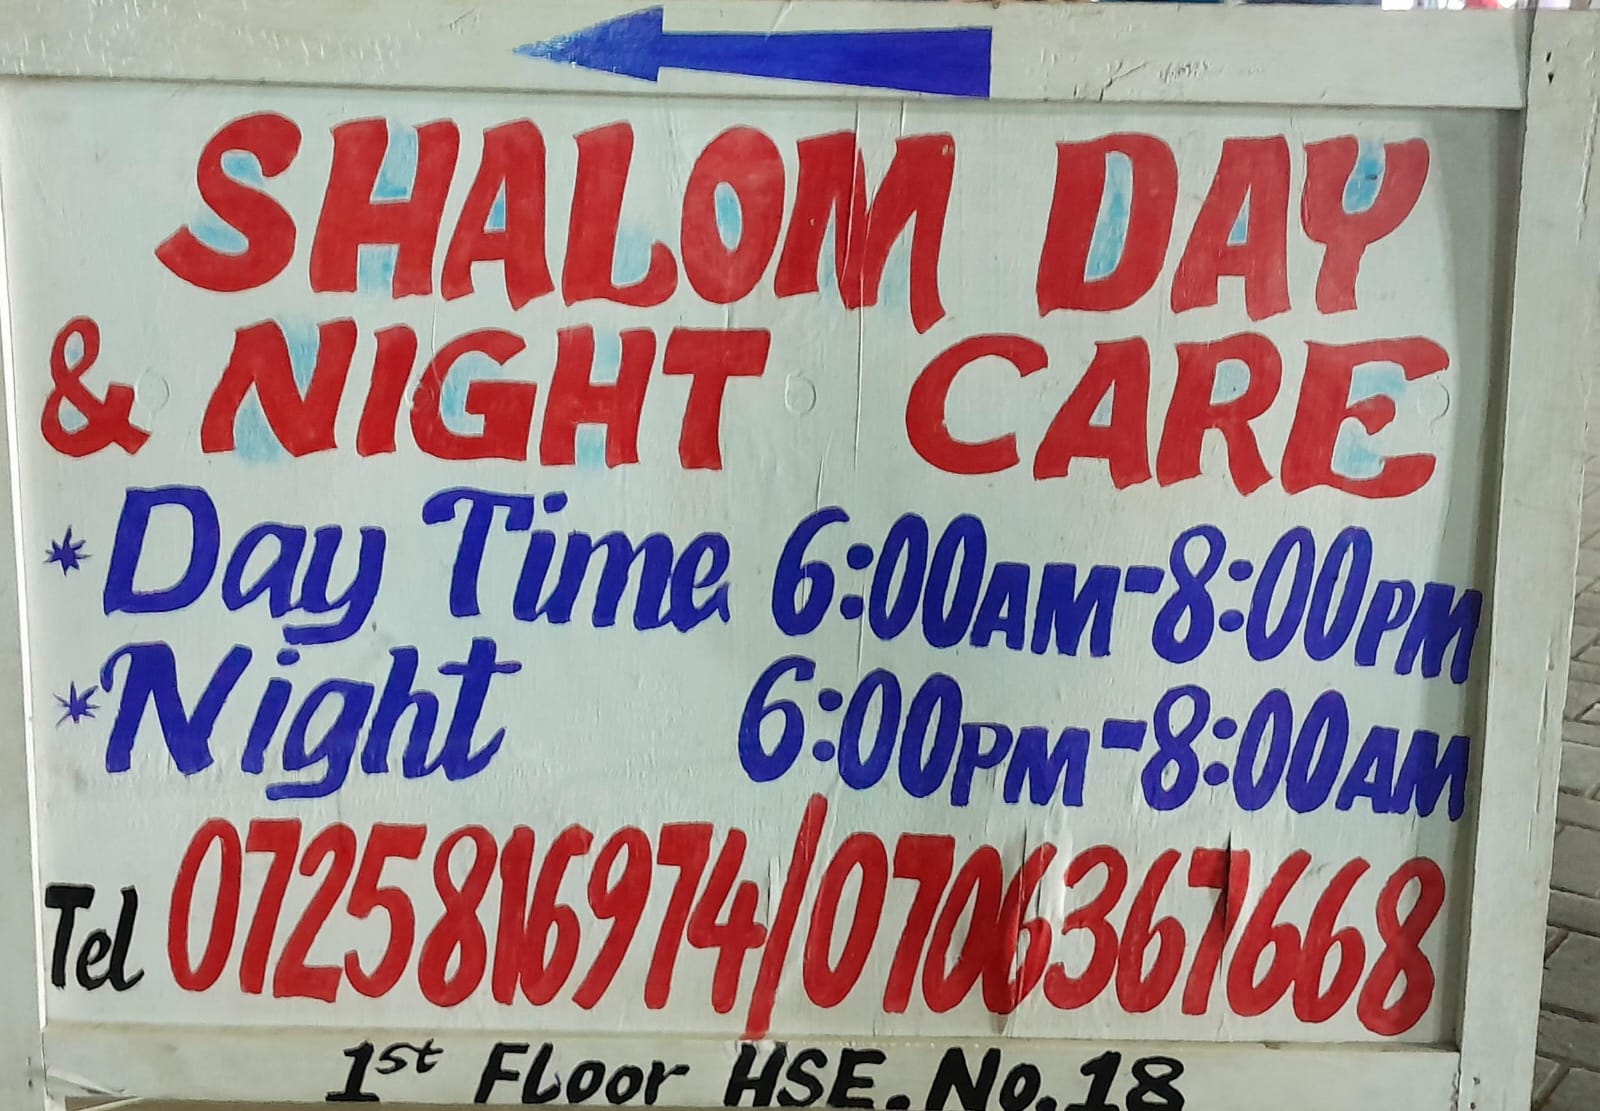 SHALOM DAY
& NIGHT CARE
* Day Time 6:00AM-8:00PM
* Night 6:00PM-8:00AM
Tel 0725816974/0706367668
1st Floor HSE. No. 18